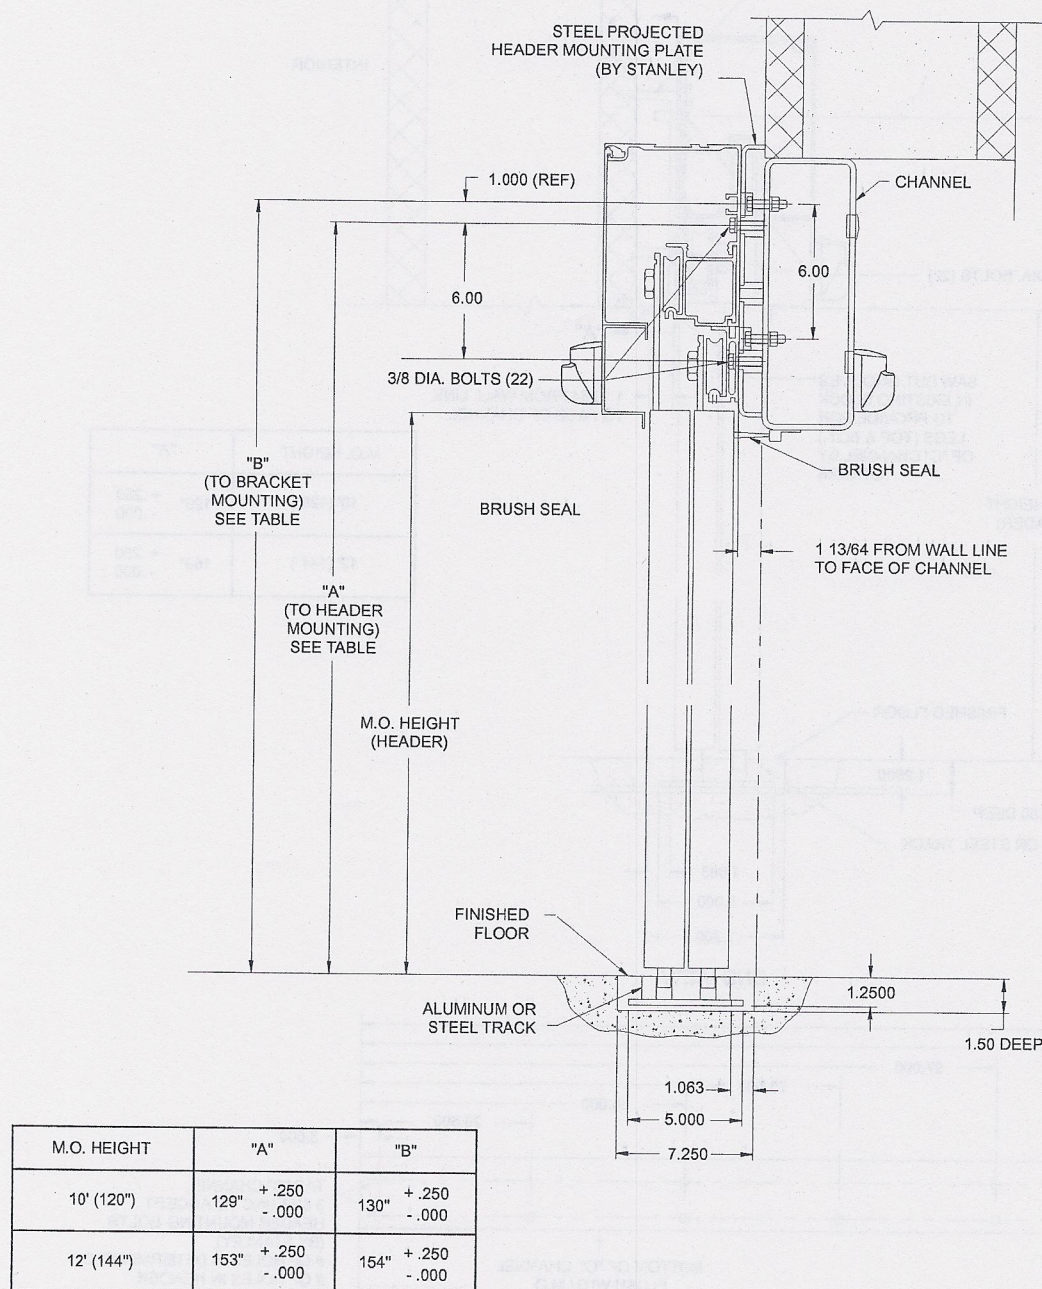 STEEL PROJECTED
HEADER MOUNTING PLATE
(BY STANLEY)
1.000 (REF)
CHANNEL
6.00
6.00
3/8 DIA. BOLTS (22)
BRUSH SEAL
"B"
(TO BRACKET
MOUNTING)
SEE TABLE
BRUSH SEAL
1 13/64 FROM WALL LINE
TO FACE OF CHANNEL
"A"
(TO HEADER
MOUNTING)
SEE TABLE
M.O. HEIGHT
(HEADER)
FINISHED
FLOOR
ALUMINUM OR
STEEL TRACK
1.2500
1.50 DEEP
1.063
5.000
7.250
M.O. HEIGHT "A" "B"
10' (120") 129" + .250 - .000 130" + .250 - .000
12' (144") 153" + .250 - .000 154" + .250 - .000